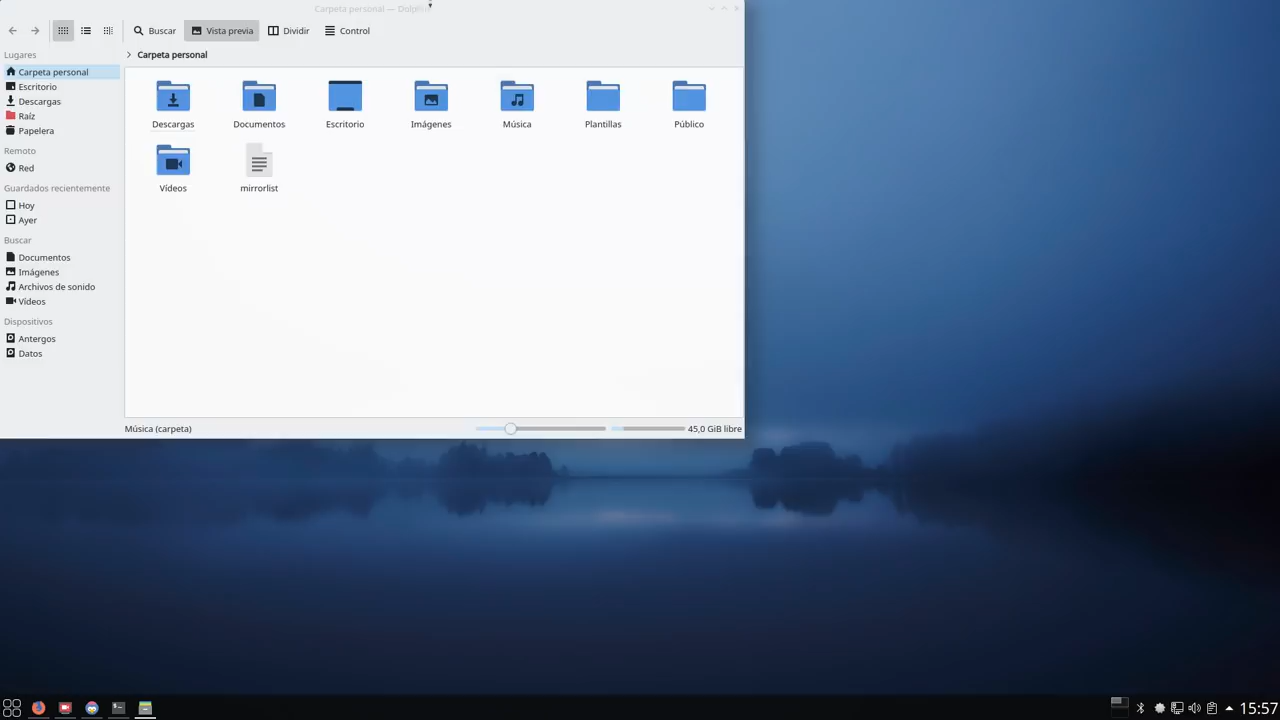 Carpeta personal — Dolphin
Buscar
Vista previa
Dividir
Control
Lugares
Carpeta personal
Escritorio
Descargas
Raíz
Papelera
Remoto
Red
Guardados recientemente
Hoy
Ayer
Buscar
Documentos
Imágenes
Archivos de sonido
Vídeos
Dispositivos
Antergos
Datos
Carpeta personal
Descargas
Documentos
Escritorio
Imágenes
Música
Plantillas
Público
Vídeos
mirrorlist
Música (carpeta)
45,0 GiB libre
15:57